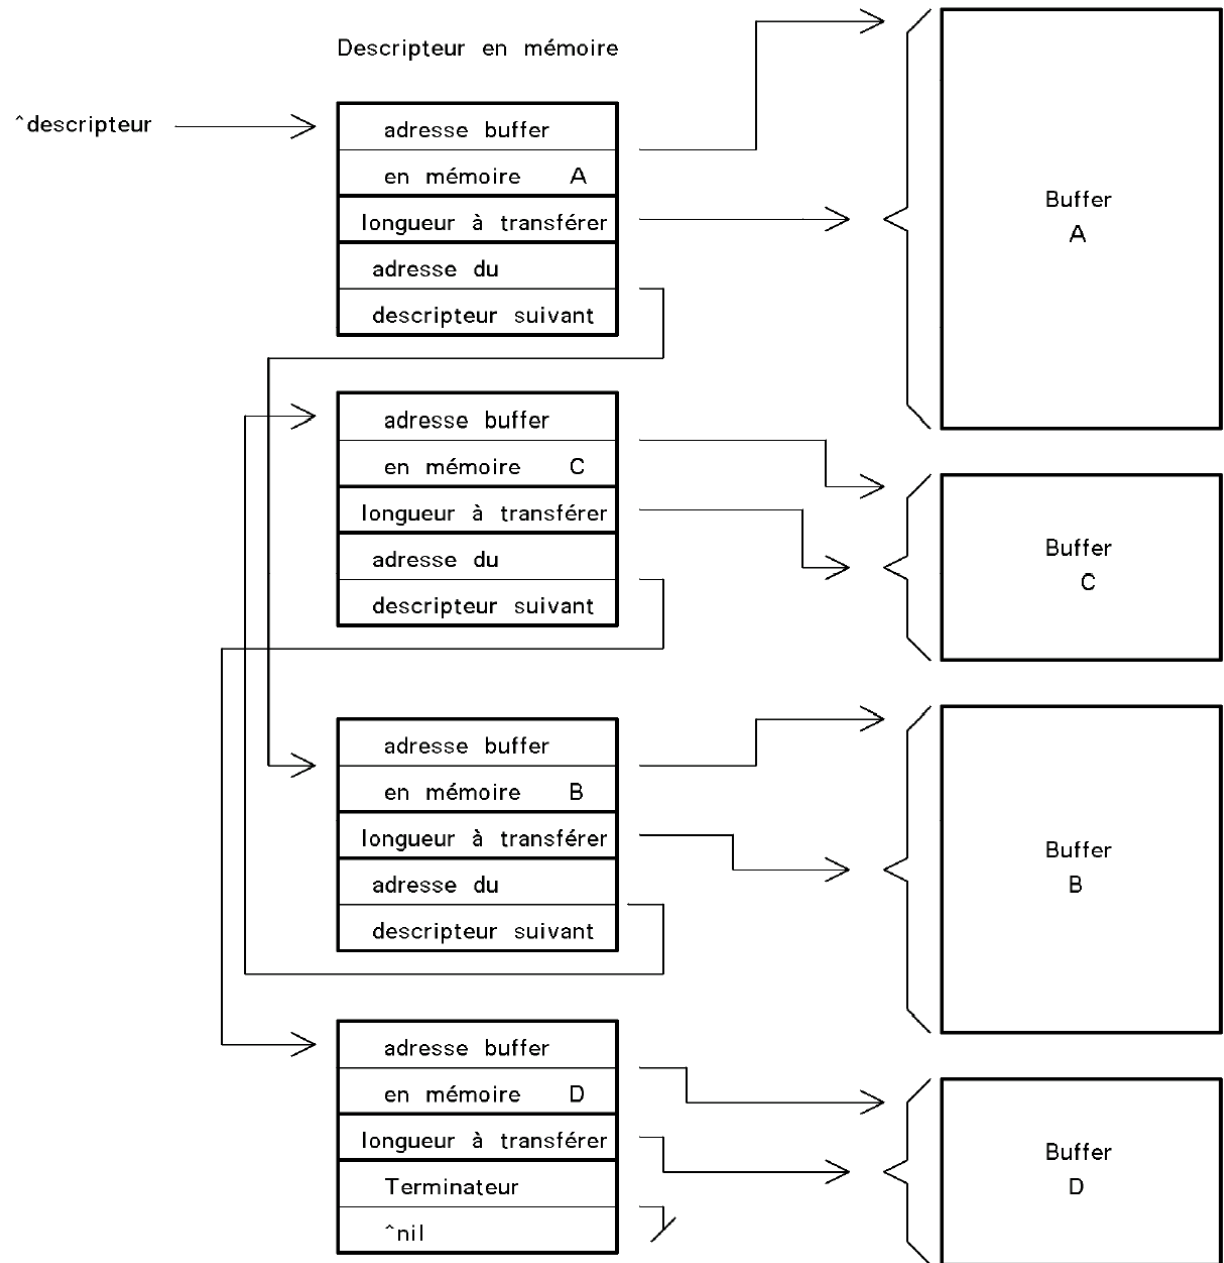 Descripteur en mémoire
^descripteur
adresse buffer
en mémoire A
longueur à transférer
adresse du
descripteur suivant
Buffer
A
adresse buffer
en mémoire C
longueur à transférer
adresse du
descripteur suivant
Buffer
C
adresse buffer
en mémoire B
longueur à transférer
adresse du
descripteur suivant
Buffer
B
adresse buffer
en mémoire D
longueur à transférer
Terminateur
^nil
Buffer
D